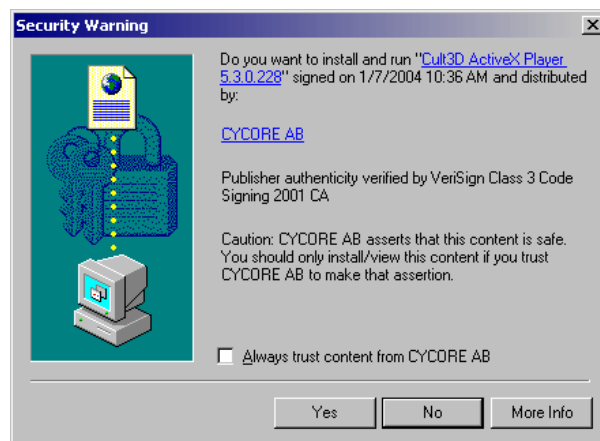 Security Warning
Do you want to install and run "Cult3D ActiveX Player
5.3.0.228" signed on 1/7/2004 10:36 AM and distributed
by:
CYCORE AB
Publisher authenticity verified by VeriSign Class 3 Code
Signing 2001 CA
Caution: CYCORE AB asserts that this content is safe.
You should only install/view this content if you trust
CYCORE AB to make that assertion.
Always trust content from CYCORE AB
Yes
No
More Info